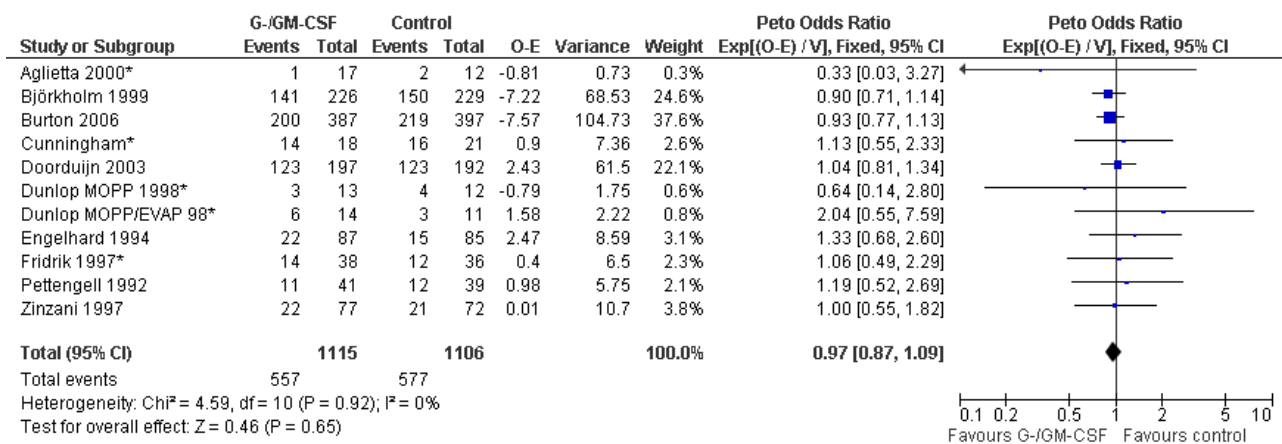 G-/GM-CSF Control Peto Odds Ratio Peto Odds Ratio
Study or Subgroup Events Total Events Total O-E Variance Weight Exp[(O-E) / V], Fixed, 95% CI Exp[(O-E) / V], Fixed, 95% CI
Aglietta 2000* 1 17 2 12 -0.81 0.73 0.3% 0.33 [0.03, 3.27]
Björkholm 1999 141 226 150 229 -7.22 68.53 24.6% 0.90 [0.71, 1.14]
Burton 2006 200 387 219 397 -7.57 104.73 37.6% 0.93 [0.77, 1.13]
Cunningham* 14 18 16 21 0.9 7.36 2.6% 1.13 [0.55, 2.33]
Doorduijn 2003 123 197 123 192 2.43 61.5 22.1% 1.04 [0.81, 1.34]
Dunlop MOPP 1998* 3 13 4 12 -0.79 1.75 0.6% 0.64 [0.14, 2.80]
Dunlop MOPP/EVAP 98* 6 14 3 11 1.58 2.22 0.8% 2.04 [0.55, 7.59]
Engelhard 1994 22 87 15 85 2.47 8.59 3.1% 1.33 [0.68, 2.60]
Fridrik 1997* 14 38 12 36 0.4 6.5 2.3% 1.06 [0.49, 2.29]
Pettengell 1992 11 41 12 39 0.98 5.75 2.1% 1.19 [0.52, 2.69]
Zinzani 1997 22 77 21 72 0.01 10.7 3.8% 1.00 [0.55, 1.82]
Total (95% CI) 1115 1106 100.0% 0.97 [0.87, 1.09]
Total events 557 577
Heterogeneity: Chi² = 4.59, df = 10 (P = 0.92); I² = 0%
Test for overall effect: Z = 0.46 (P = 0.65)
0.1 0.2 0.5 1 2 5 10
Favours G-/GM-CSF Favours control